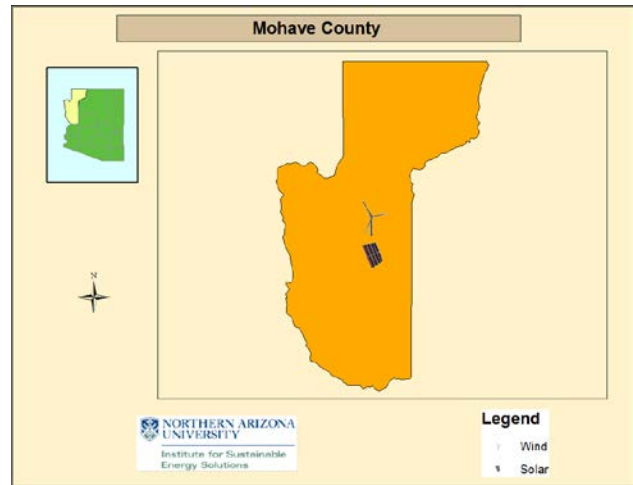 Mohave County
N
NORTHERN ARIZONA
UNIVERSITY
Institute for Sustainable
Energy Solutions
Legend
Wind
Solar